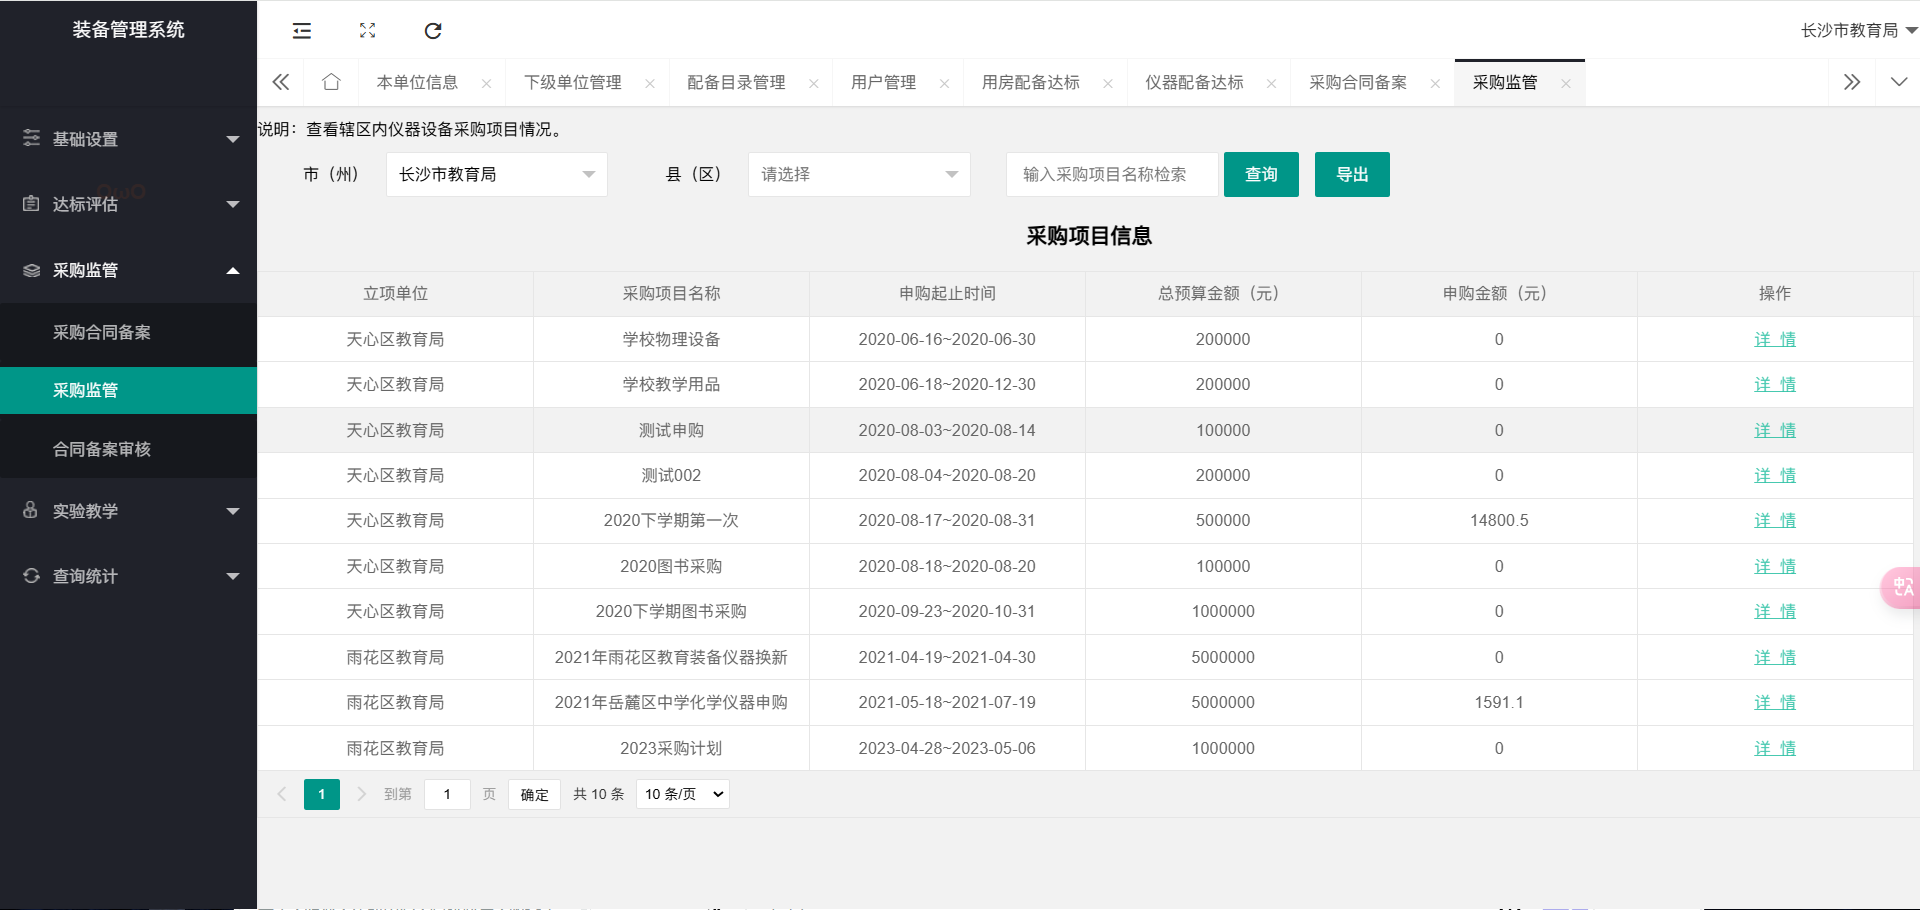 装备管理系统
长沙市教育局
本单位信息
下级单位管理
配备目录管理
用户管理
用房配备达标
仪器配备达标
采购合同备案
采购监管
基础设置
达标评估
采购监管
采购合同备案
采购监管
合同备案审核
实验教学
查询统计
说明：查看辖区内仪器设备采购项目情况。
市（州） 长沙市教育局 县（区） 请选择 输入采购项目名称检索 查询 导出
采购项目信息
立项单位 采购项目名称 申购起止时间 总预算金额（元） 申购金额（元） 操作
天心区教育局 学校物理设备 2020-06-16~2020-06-30 200000 0 详 情
天心区教育局 学校教学用品 2020-06-18~2020-12-30 200000 0 详 情
天心区教育局 测试申购 2020-08-03~2020-08-14 100000 0 详 情
天心区教育局 测试002 2020-08-04~2020-08-20 200000 0 详 情
天心区教育局 2020下学期第一次 2020-08-17~2020-08-31 500000 14800.5 详 情
天心区教育局 2020图书采购 2020-08-18~2020-08-20 100000 0 详 情
天心区教育局 2020下学期图书采购 2020-09-23~2020-10-31 1000000 0 详 情
雨花区教育局 2021年雨花区教育装备仪器换新 2021-04-19~2021-04-30 5000000 0 详 情
雨花区教育局 2021年岳麓区中学化学仪器申购 2021-05-18~2021-07-19 5000000 1591.1 详 情
雨花区教育局 2023采购计划 2023-04-28~2023-05-06 1000000 0 详 情
1 到第 1 页 确定 共 10 条 10 条/页